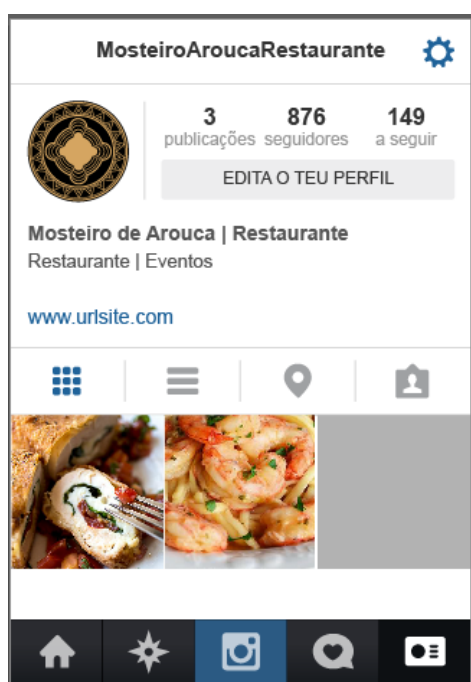 MosteiroAroucaRestaurante
3 876 149
publicações seguidores a seguir
EDITA O TEU PERFIL
Mosteiro de Arouca | Restaurante
Restaurante | Eventos
www.urlsite.com